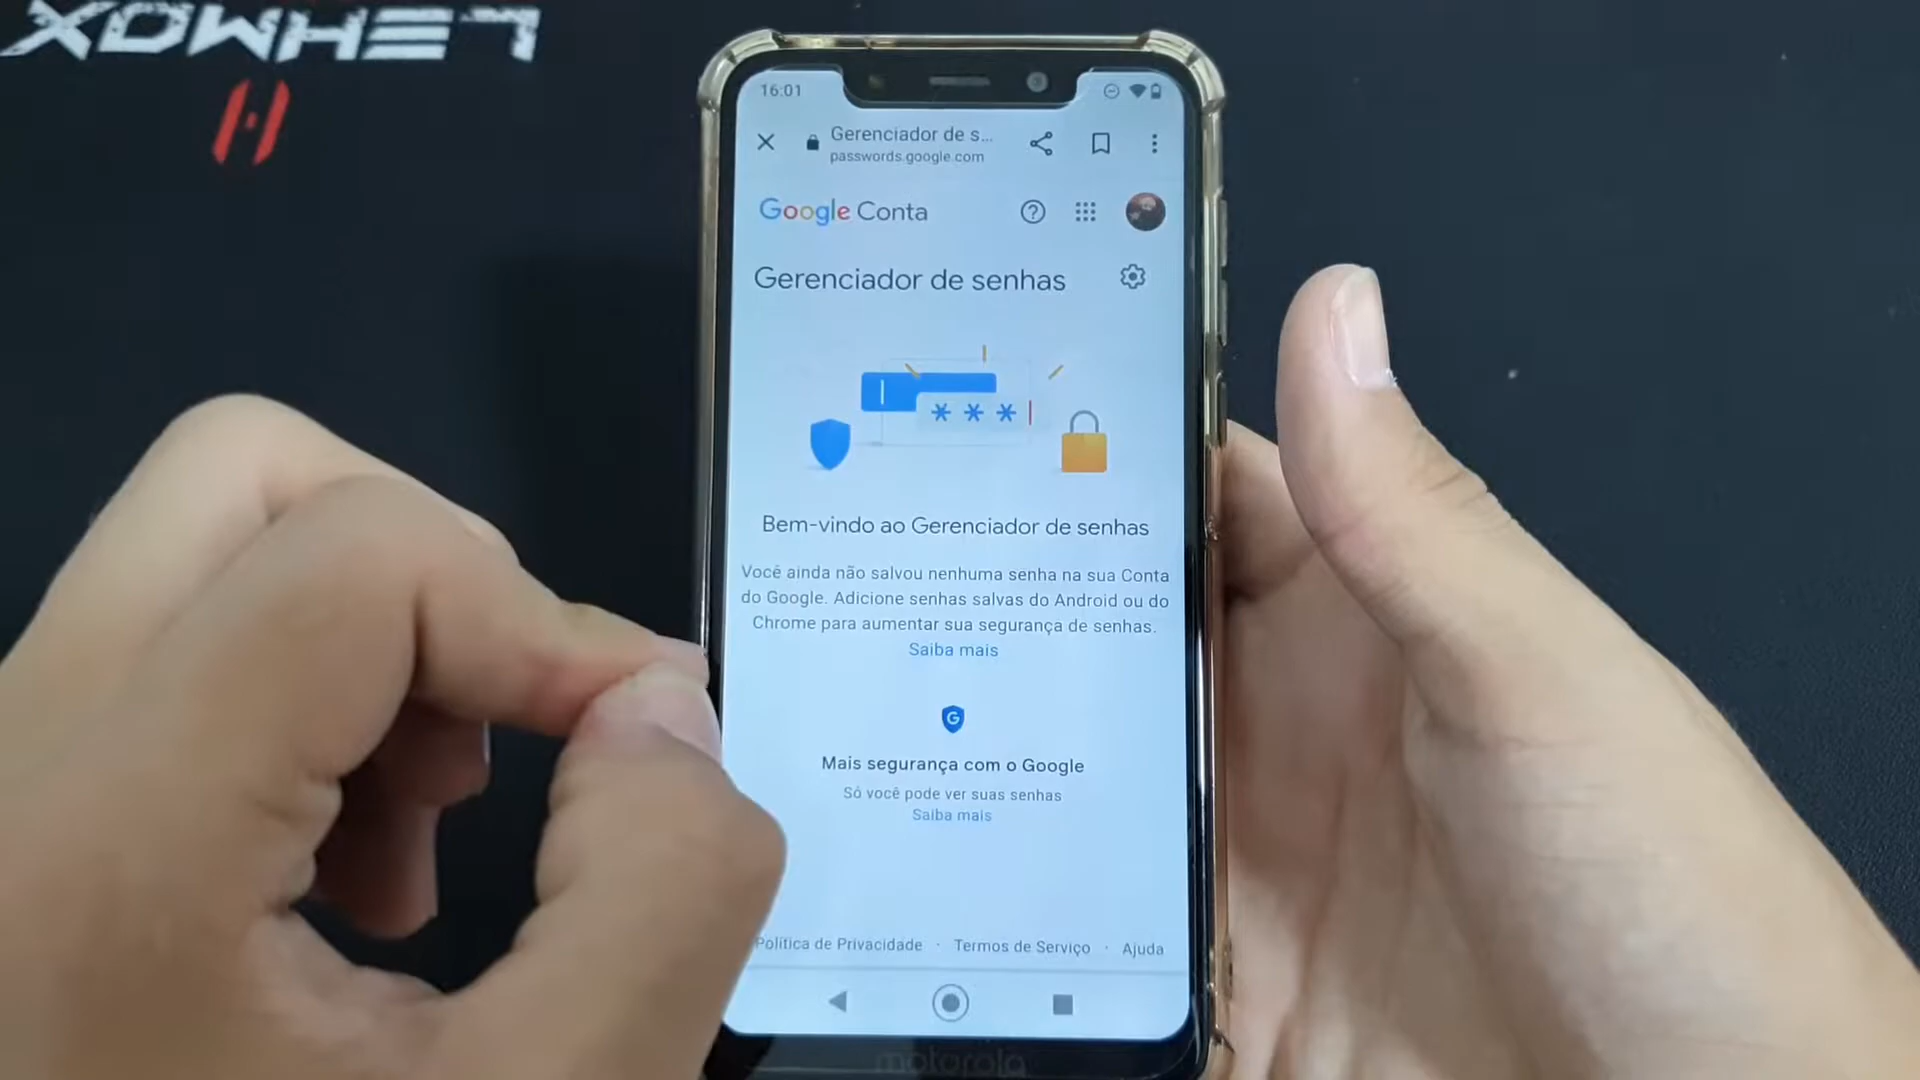 16:01
Gerenciador de s...
passwords.google.com
Google Conta
Gerenciador de senhas
***
Bem-vindo ao Gerenciador de senhas
Você ainda não salvou nenhuma senha na sua Conta
do Google. Adicione senhas salvas do Android ou do
Chrome para aumentar sua segurança de senhas.
Saiba mais
G
Mais segurança com o Google
Só você pode ver suas senhas
Saiba mais
Política de Privacidade · Termos de Serviço · Ajuda
motorola